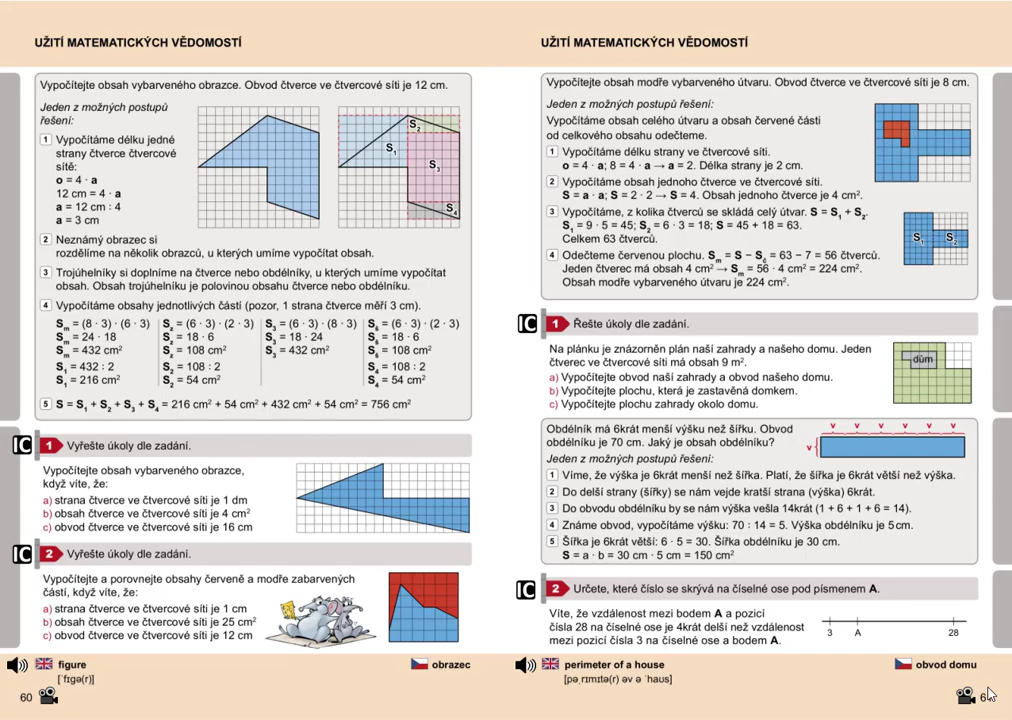 UŽITÍ MATEMATICKÝCH VĚDOMOSTÍ
Vypočítejte obsah vybarveného obrazce. Obvod čtverce ve čtvercové síti je 12 cm.
Jeden z možných postupů
řešení:
1 Vypočítáme délku jedné
strany čtverce čtvercové
sítě:
o = 4 · a
12 cm = 4 · a
a = 12 cm : 4
a = 3 cm
S₁
S₂
S₃
S₄
2 Neznámý obrazec si
rozdělíme na několik obrazců, u kterých umíme vypočítat obsah.
3 Trojúhelníky si doplníme na čtverce nebo obdélníky, u kterých umíme vypočítat
obsah. Obsah trojúhelníku je polovinou obsahu čtverce nebo obdélníku.
4 Vypočítáme obsahy jednotlivých částí (pozor, 1 strana čtverce měří 3 cm).
Sₘ = (8 · 3) · (6 · 3)
Sₘ = 24 · 18
Sₘ = 432 cm²
S₁ = 432 : 2
S₁ = 216 cm²
= (6 · 3) · (2 · 3)
= 18 · 6
= 108 cm²
S₂ = 108 : 2
S₂ = 54 cm²
S₃ = (6 · 3) · (8 · 3)
S₃ = 18 · 24
S₃ = 432 cm²
= (6 · 3) · (2 · 3)
= 18 · 6
= 108 cm²
S₄ = 108 : 2
S₄ = 54 cm²
5 S = S₁ + S₂ + S₃ + S₄ = 216 cm² + 54 cm² + 432 cm² + 54 cm² = 756 cm²
IC 1 Vyřešte úkoly dle zadání.
Vypočítejte obsah vybarveného obrazce,
když víte, že:
a) strana čtverce ve čtvercové síti je 1 dm
b) obsah čtverce ve čtvercové síti je 4 cm²
c) obvod čtverce ve čtvercové síti je 16 cm
IC 2 Vyřešte úkoly dle zadání.
Vypočítejte a porovnejte obsahy červeně a modře zabarvených
částí, když víte, že:
a) strana čtverce ve čtvercové síti je 1 cm
b) obsah čtverce ve čtvercové síti je 25 cm²
c) obvod čtverce ve čtvercové síti je 12 cm
figure
[ˈfɪgə(r)]
obrazec
60
UŽITÍ MATEMATICKÝCH VĚDOMOSTÍ
Vypočítejte obsah modře vybarveného útvaru. Obvod čtverce ve čtvercové síti je 8 cm.
Jeden z možných postupů řešení:
Vypočítáme obsah celého útvaru a obsah červené části
od celkového obsahu odečteme.
1 Vypočítáme délku strany ve čtvercové síti.
o = 4 · a; 8 = 4 · a → a = 2. Délka strany je 2 cm.
2 Vypočítáme obsah jednoho čtverce ve čtvercové síti.
S = a · a; S = 2 · 2 → S = 4. Obsah jednoho čtverce je 4 cm².
3 Vypočítáme, z kolika čtverců se skládá celý útvar. S = S₁ + S₂.
S₁ = 9 · 5 = 45; S₂ = 6 · 3 = 18; S = 45 + 18 = 63.
Celkem 63 čtverců.
S₁ S₂
4 Odečteme červenou plochu. Sₘ = S – Sč = 63 – 7 = 56 čtverců.
Jeden čtverec má obsah 4 cm² → Sₘ = 56 · 4 cm² = 224 cm².
Obsah modře vybarveného útvaru je 224 cm².
IC 1 Řešte úkoly dle zadání.
Na plánku je znázorněn plán naší zahrady a našeho domu. Jeden
čtverec ve čtvercové síti má obsah 9 m².
a) Vypočítejte obvod naší zahrady a obvod našeho domu.
b) Vypočítejte plochu, která je zastavěná domkem.
c) Vypočítejte plochu zahrady okolo domu.
dům
Obdélník má 6krát menší výšku než šířku. Obvod
obdélníku je 70 cm. Jaký je obsah obdélníku?
v v v v v v
v
Jeden z možných postupů řešení:
1 Víme, že výška je 6krát menší než šířka. Platí, že šířka je 6krát větší než výška.
2 Do delší strany (šířky) se nám vejde kratší strana (výška) 6krát.
3 Do obvodu obdélníku by se nám výška vešla 14krát (1 + 6 + 1 + 6 = 14).
4 Známe obvod, vypočítáme výšku: 70 : 14 = 5. Výška obdélníku je 5 cm.
5 Šířka je 6krát větší: 6 · 5 = 30. Šířka obdélníku je 30 cm.
S = a · b = 30 cm · 5 cm = 150 cm²
IC 2 Určete, které číslo se skrývá na číselné ose pod písmenem A.
Víte, že vzdálenost mezi bodem A a pozicí
čísla 28 na číselné ose je 4krát delší než vzdálenost
mezi pozicí čísla 3 na číselné ose a bodem A.
3 A 28
perimeter of a house
[pəˌrɪmɪtə(r) əv ə ˈhaʊs]
obvod domu
6